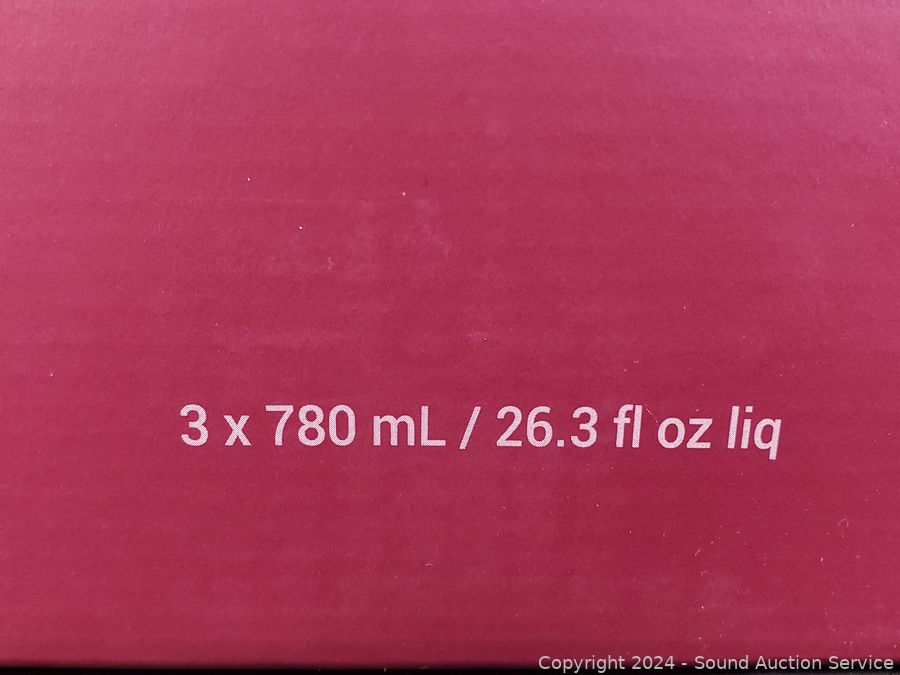 3 x 780 mL / 26.3 fl oz liq
Copyright 2024 - Sound Auction Service